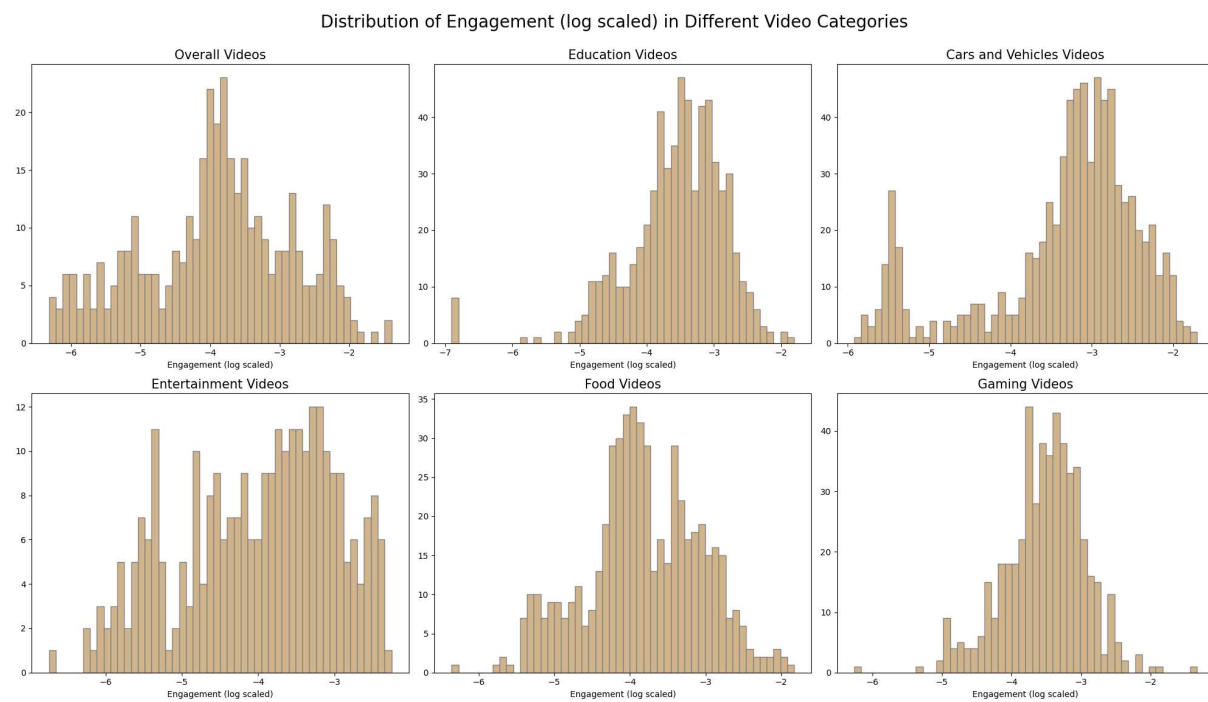 Distribution of Engagement (log scaled) in Different Video Categories
Overall Videos
20
15
10
5
0
−6 −5 −4 −3 −2
Engagement (log scaled)
Education Videos
40
30
20
10
0
−7 −6 −5 −4 −3 −2
Engagement (log scaled)
Cars and Vehicles Videos
40
30
20
10
0
−6 −5 −4 −3 −2
Engagement (log scaled)
Entertainment Videos
12
10
8
6
4
2
0
−6 −5 −4 −3
Engagement (log scaled)
Food Videos
35
30
25
20
15
10
5
0
−6 −5 −4 −3 −2
Engagement (log scaled)
Gaming Videos
40
30
20
10
0
−6 −5 −4 −3 −2
Engagement (log scaled)